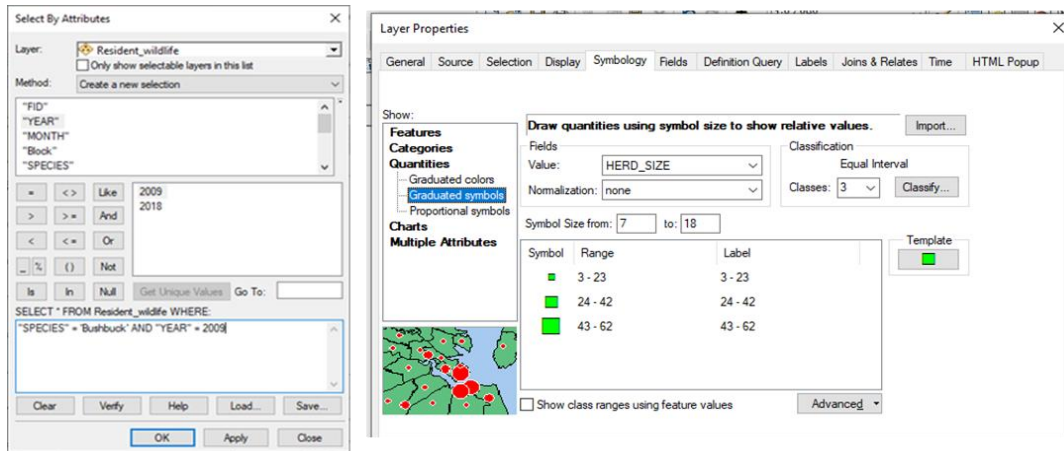 Select By Attributes
Layer: Resident_wildlife
Only show selectable layers in this list
Method: Create a new selection
"FID"
"YEAR"
"MONTH"
"Block"
"SPECIES"
= < > Like
> > = And
< < = Or
_ % () Not
Is In Null
2009
2018
Get Unique Values Go To:
SELECT * FROM Resident_wildlife WHERE:
"SPECIES" = 'Bushbuck' AND "YEAR" = 2009
Clear Verify Help Load... Save...
OK Apply Close
Layer Properties
General Source Selection Display Symbology Fields Definition Query Labels Joins & Relates Time HTML Popup
Show:
Features
Categories
Quantities
Graduated colors
Graduated symbols
Proportional symbols
Charts
Multiple Attributes
Draw quantities using symbol size to show relative values.
Import...
Fields
Value: HERD_SIZE
Normalization: none
Classification
Equal Interval
Classes: 3 Classify...
Symbol Size from: 7 to: 18
Symbol Range Label
3 - 23 3 - 23
24 - 42 24 - 42
43 - 62 43 - 62
Template
Show class ranges using feature values
Advanced